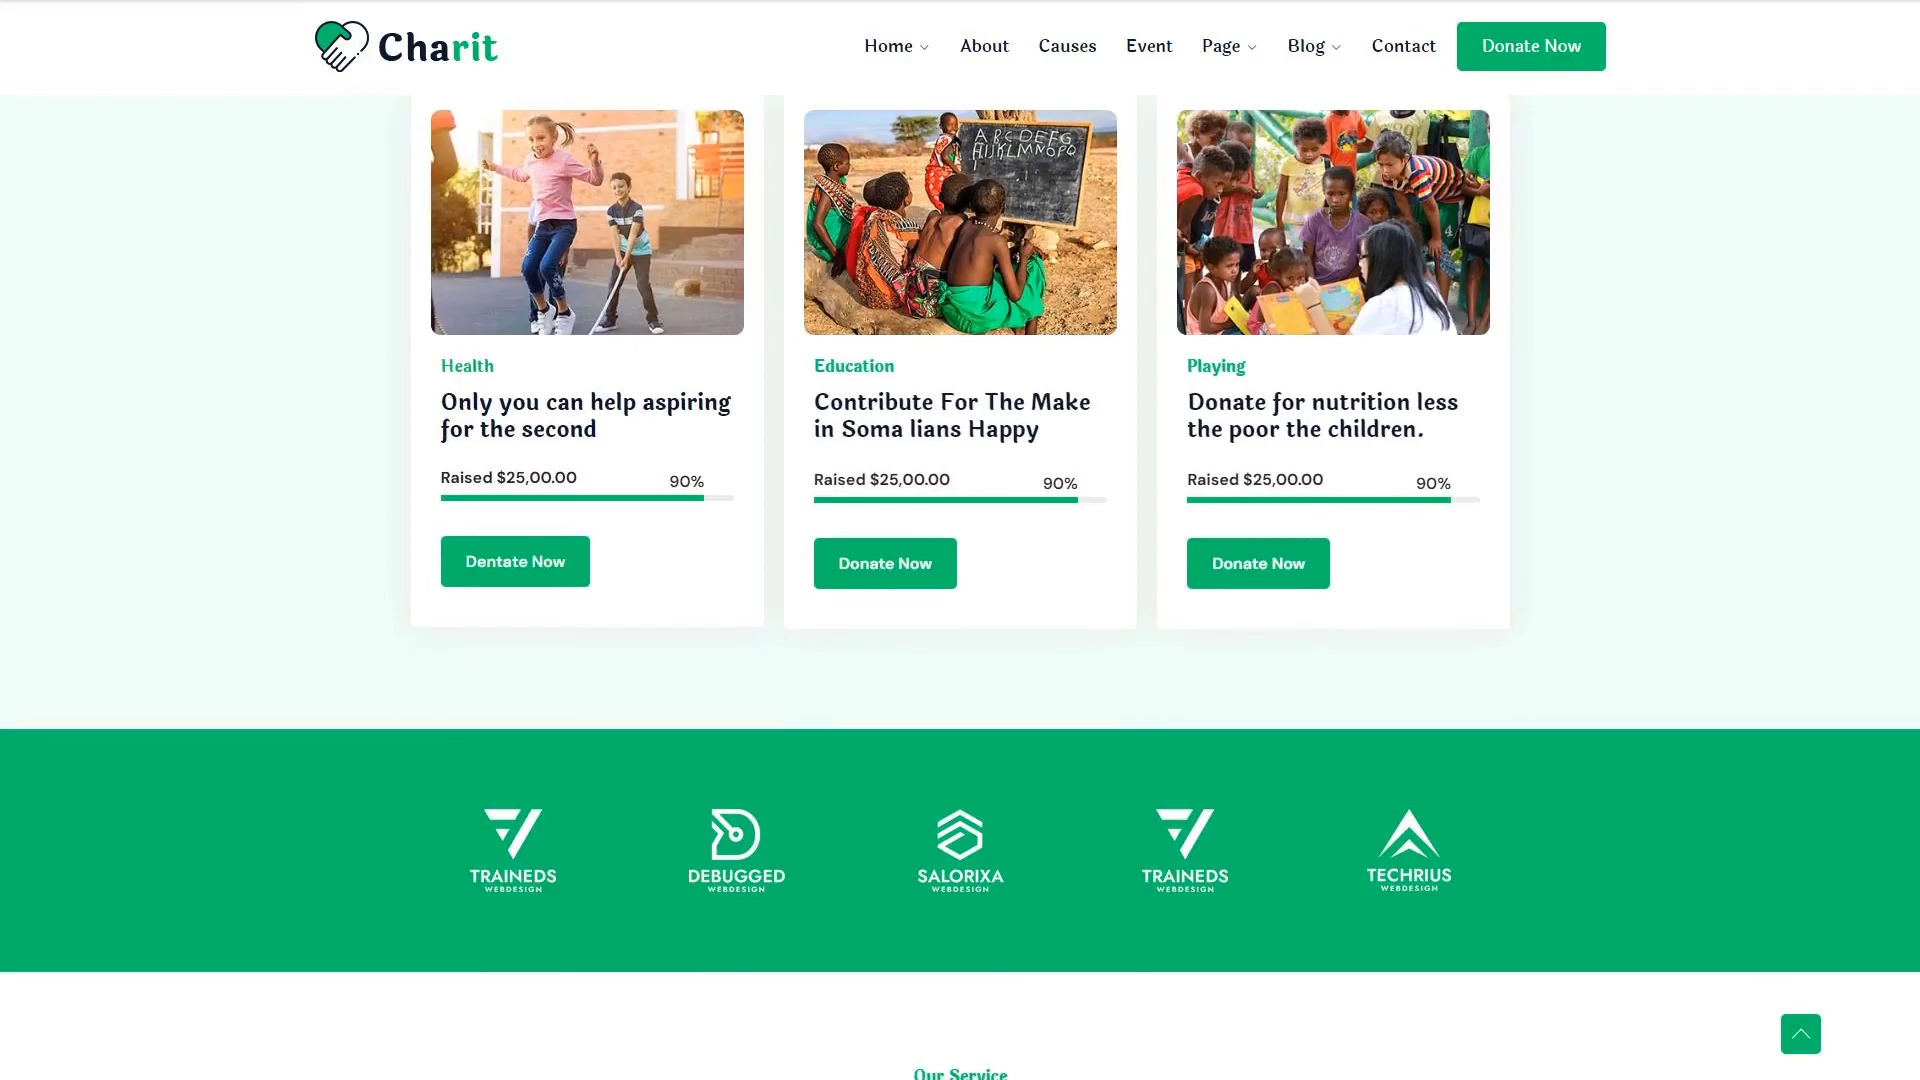 Charit
Home
About
Causes
Event
Page
Blog
Contact
Donate Now
A B C D E F G
H I J K L M N O P Q
Health
Only you can help aspiring
for the second
Raised $25,00.00
90%
Dentate Now
Education
Contribute For The Make
in Soma lians Happy
Raised $25,00.00
90%
Donate Now
Playing
Donate for nutrition less
the poor the children.
Raised $25,00.00
90%
Donate Now
TRAINEDS
WEBDESIGN
DEBUGGED
WEBDESIGN
SALORIXA
WEBDESIGN
TRAINEDS
WEBDESIGN
TECHRIUS
WEBDESIGN
Our Service